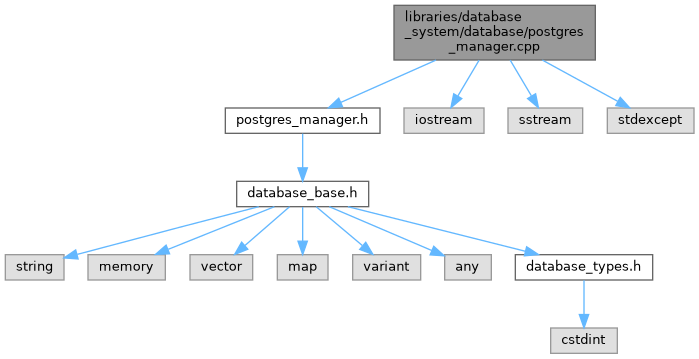 libraries/database
_system/database/postgres
_manager.cpp
postgres_manager.h
iostream
sstream
stdexcept
database_base.h
string
memory
vector
map
variant
any
database_types.h
cstdint